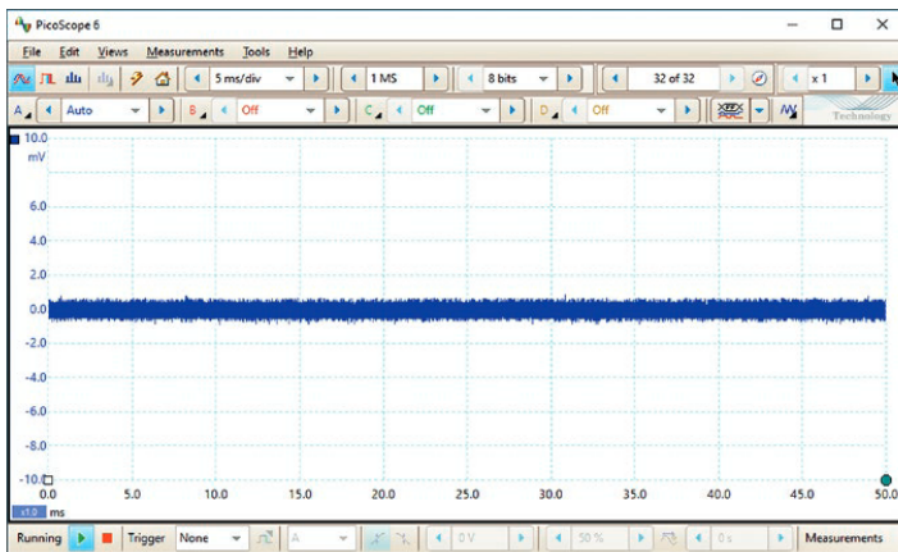 PicoScope 6
File Edit Views Measurements Tools Help
5 ms/div 1 MS 8 bits 32 of 32 x 1
A Auto B Off C Off D Off Technology
10.0
mV
6.0
4.0
2.0
0.0
-2.0
-4.0
-6.0
-8.0
-10.0
0.0 5.0 10.0 15.0 20.0 25.0 30.0 35.0 40.0 45.0 50.0
x1.0 ms
Running Trigger None A 0 V 50 % 0 s Measurements